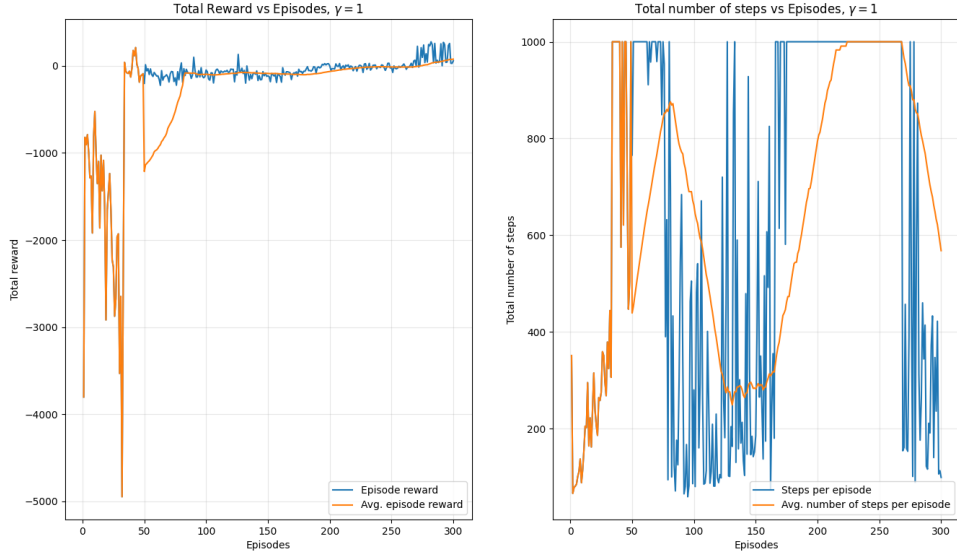 Total Reward vs Episodes, γ = 1
Total reward
0
−1000
−2000
−3000
−4000
−5000
0 50 100 150 200 250 300
Episodes
Episode reward
Avg. episode reward
Total number of steps vs Episodes, γ = 1
Total number of steps
1000
800
600
400
200
0 50 100 150 200 250 300
Episodes
Steps per episode
Avg. number of steps per episode